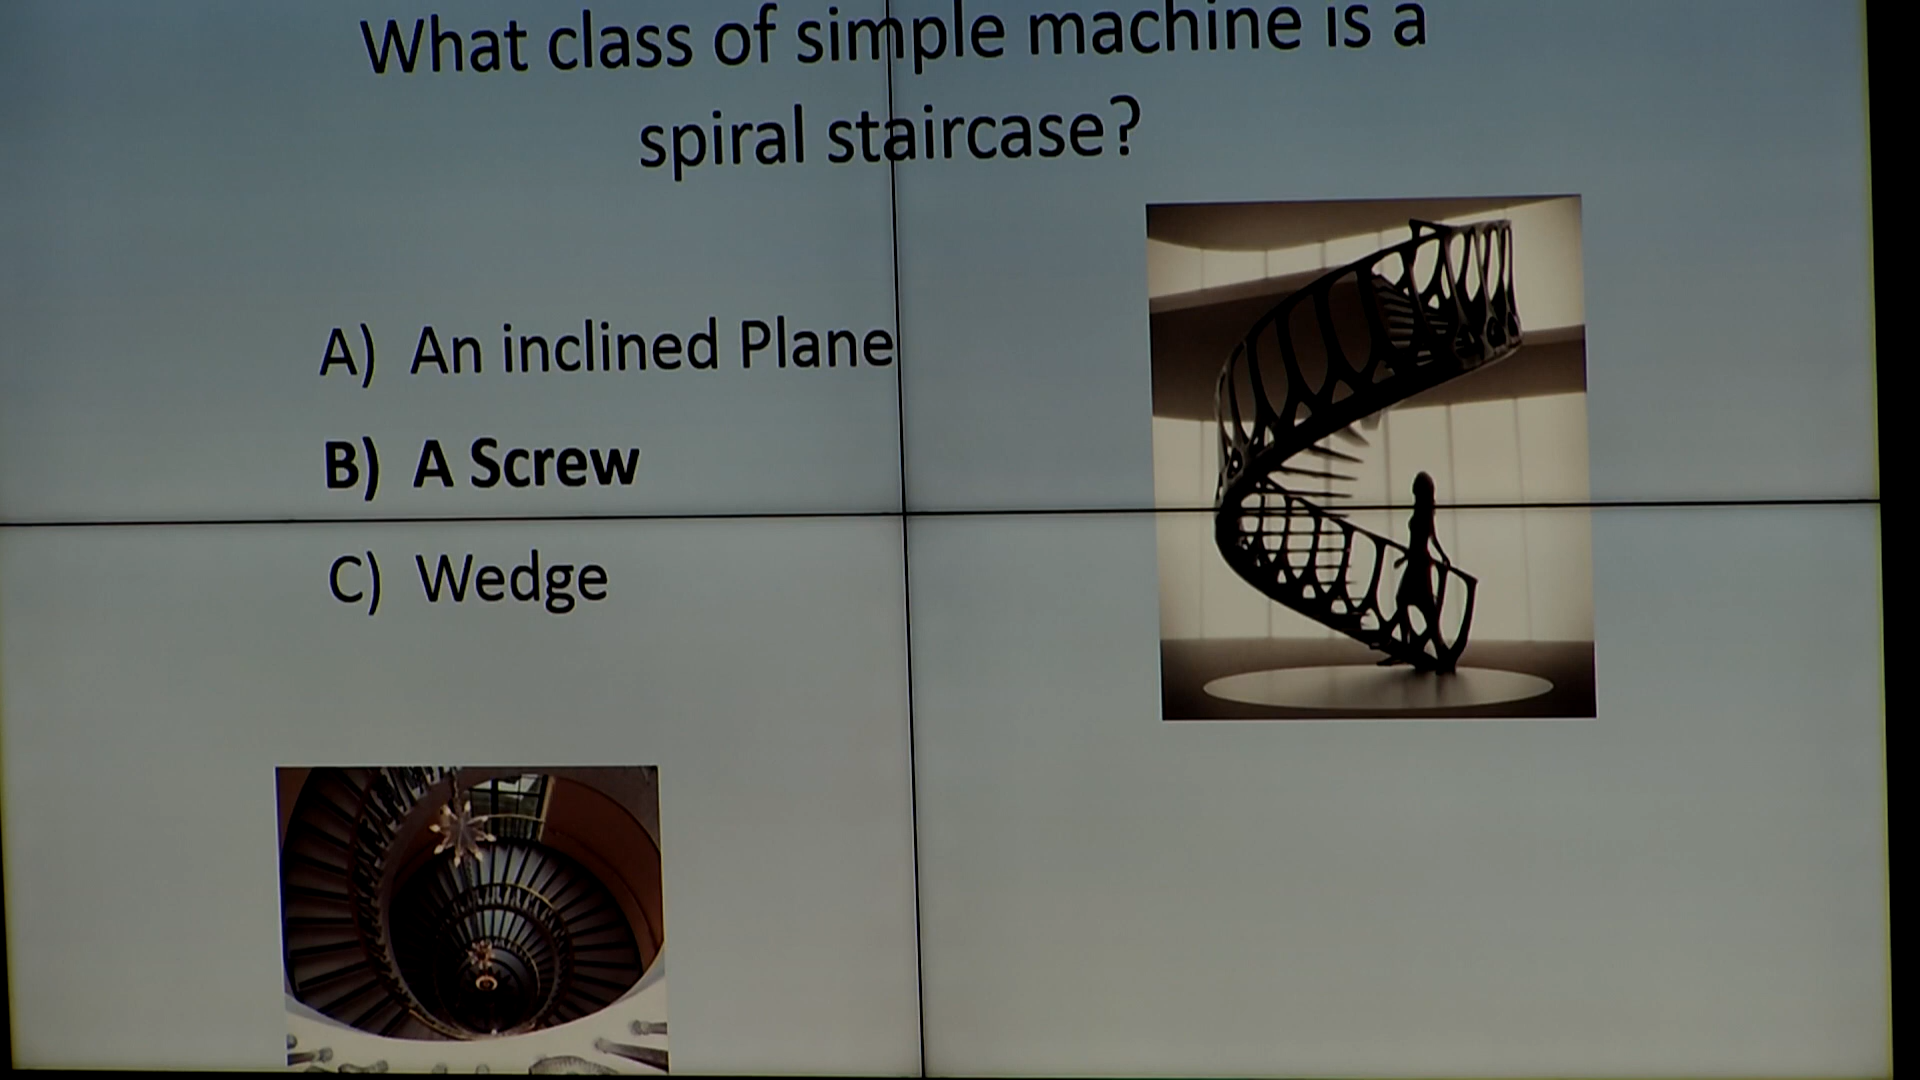 What class of simple machine is a
spiral staircase?
A) An inclined Plane
B) A Screw
C) Wedge